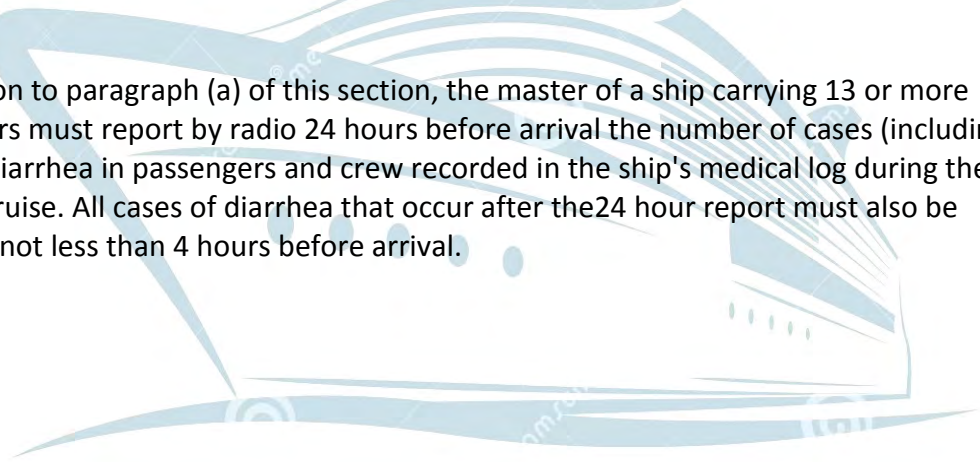 on to paragraph (a) of this section, the master of a ship carrying 13 or more
rs must report by radio 24 hours before arrival the number of cases (includin
iarrhea in passengers and crew recorded in the ship's medical log during the
ruise. All cases of diarrhea that occur after the24 hour report must also be
not less than 4 hours before arrival.